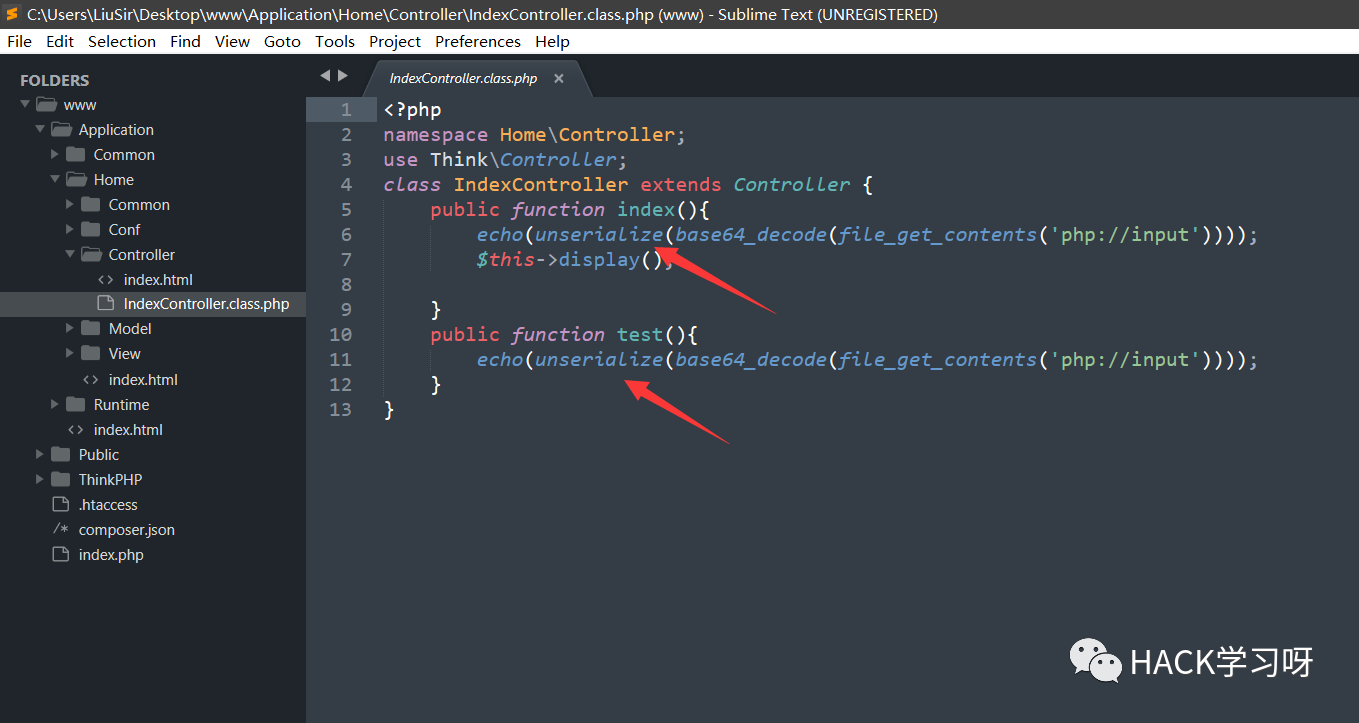 C:\Users\LiuSir\Desktop\www\Application\Home\Controller\IndexController.class.php (www) - Sublime Text (UNREGISTERED)
File Edit Selection Find View Goto Tools Project Preferences Help
FOLDERS
www
Application
Common
Home
Common
Conf
Controller
<> index.html
IndexController.class.php
Model
View
<> index.html
Runtime
<> index.html
Public
ThinkPHP
.htaccess
/* composer.json
index.php
IndexController.class.php ×
1 <?php
2 namespace Home\Controller;
3 use Think\Controller;
4 class IndexController extends Controller {
5     public function index(){
6         echo(unserialize(base64_decode(file_get_contents('php://input'))));
7         $this->display();
8
9     }
10     public function test(){
11         echo(unserialize(base64_decode(file_get_contents('php://input'))));
12     }
13 }
HACK学习呀